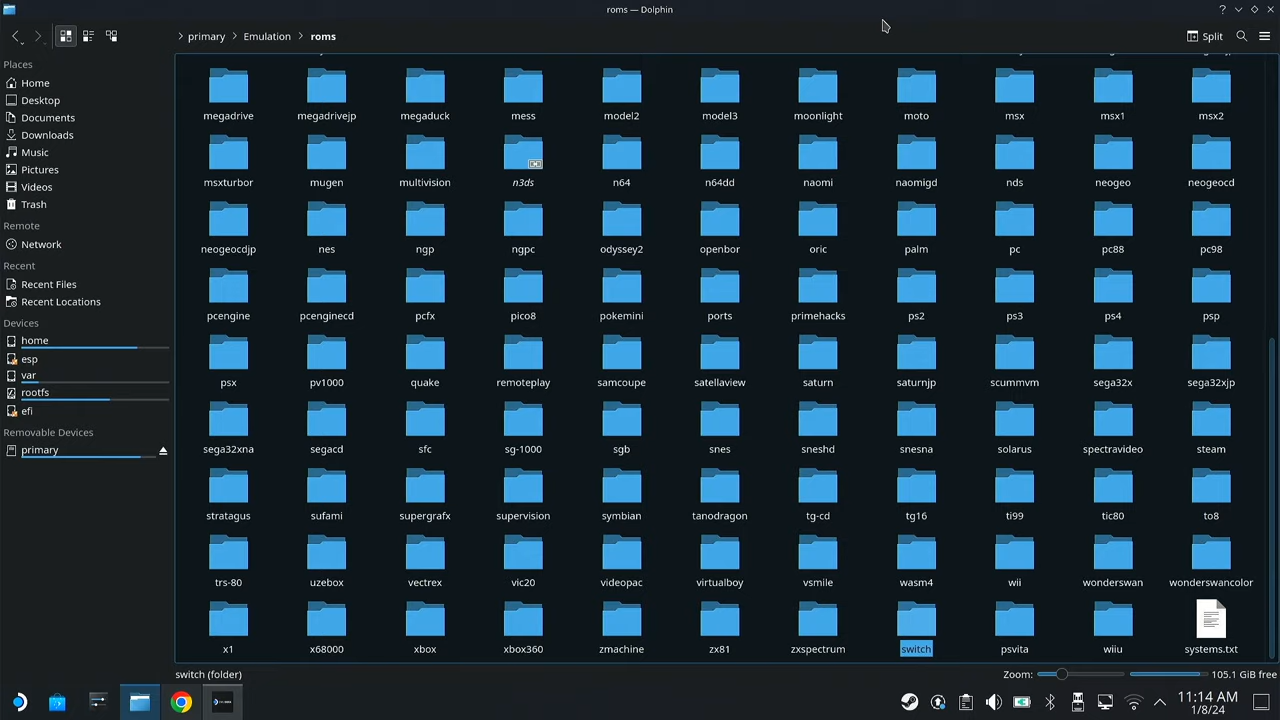 roms — Dolphin
primary
Emulation
roms
Split
Places
Home
Desktop
Documents
Downloads
Music
Pictures
Videos
Trash
Remote
Network
Recent
Recent Files
Recent Locations
Devices
home
esp
var
rootfs
efi
Removable Devices
primary
megadrive megadrivejp megaduck mess model2 model3 moonlight moto msx msx1 msx2
msxturbor mugen multivision n3ds n64 n64dd naomi naomigd nds neogeo neogeocd
neogeocdjp nes ngp ngpc odyssey2 openbor oric palm pc pc88 pc98
pcengine pcenginecd pcfx pico8 pokemini ports primehacks ps2 ps3 ps4 psp
psx pv1000 quake remoteplay samcoupe satellaview saturn saturnjp scummvm sega32x sega32xjp
sega32xna segacd sfc sg-1000 sgb snes sneshd snesna solarus spectravideo steam
stratagus sufami supergrafx supervision symbian tanodragon tg-cd tg16 ti99 tic80 to8
trs-80 uzebox vectrex vic20 videopac virtualboy vsmile wasm4 wii wonderswan wonderswancolor
x1 x68000 xbox xbox360 zmachine zx81 zxspectrum switch psvita wiiu systems.txt
switch (folder)
Zoom:
105.1 GiB free
11:14 AM
1/8/24